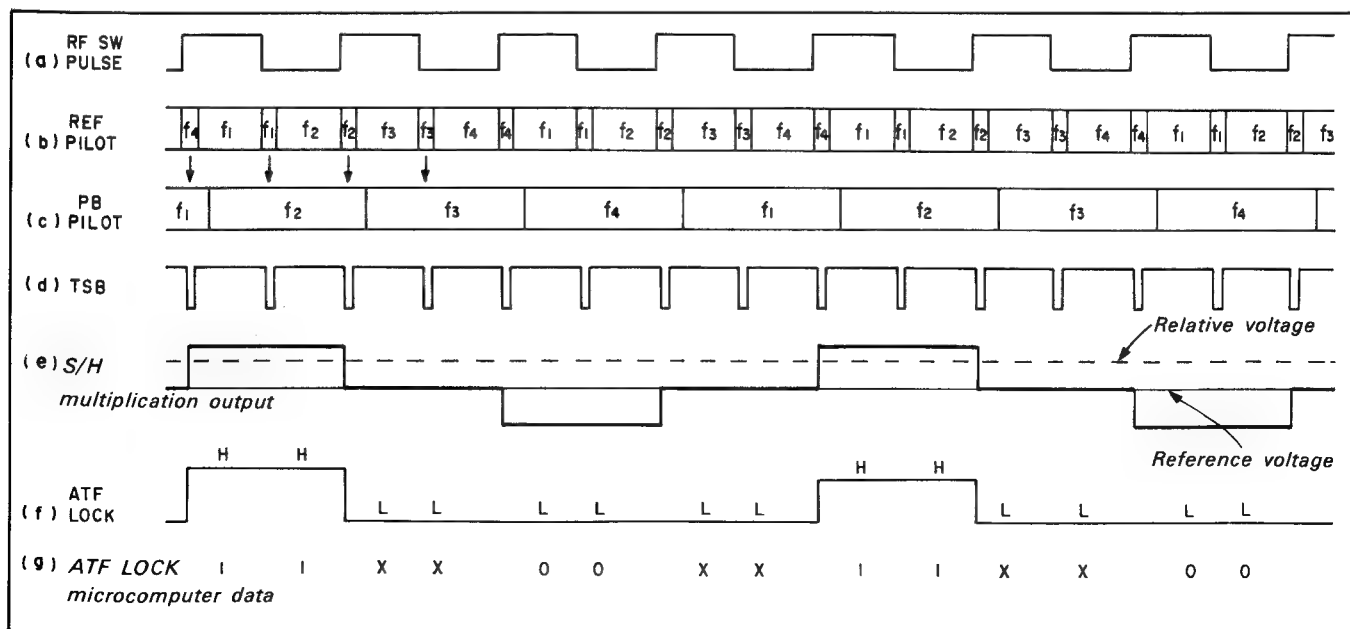 (a) RF SW PULSE
(b) REF PILOT f4 f1 f1 f2 f2 f3 f3 f4 f4 f1 f1 f2 f2 f3 f3 f4 f4 f1 f1 f2 f2 f3 f3 f4 f4 f1 f1 f2 f2 f3
(c) PB PILOT f1 f2 f3 f4 f1 f2 f3 f4
(d) TSB
Relative voltage
(e) S/H
multiplication output
Reference voltage
H H H H
(f) ATF LOCK L L L L L L L L L L
(g) ATF LOCK 1 1 X X 0 0 X X 1 1 X X 0 0
microcomputer data